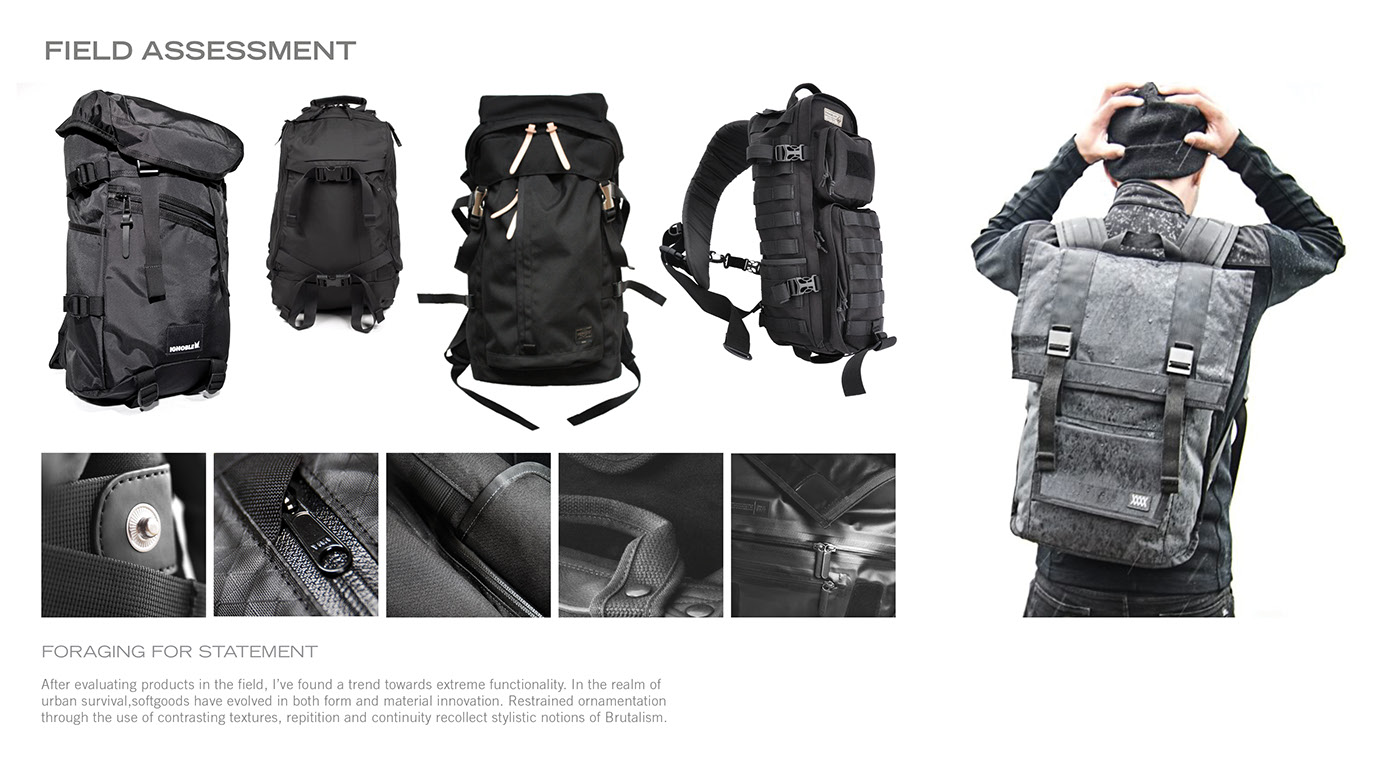 FIELD ASSESSMENT
IGNOBLE
FORAGING FOR STATEMENT
After evaluating products in the field, I've found a trend towards extreme functionality. In the realm of
urban survival,softgoods have evolved in both form and material innovation. Restrained ornamentation
through the use of contrasting textures, repitition and continuity recollect stylistic notions of Brutalism.